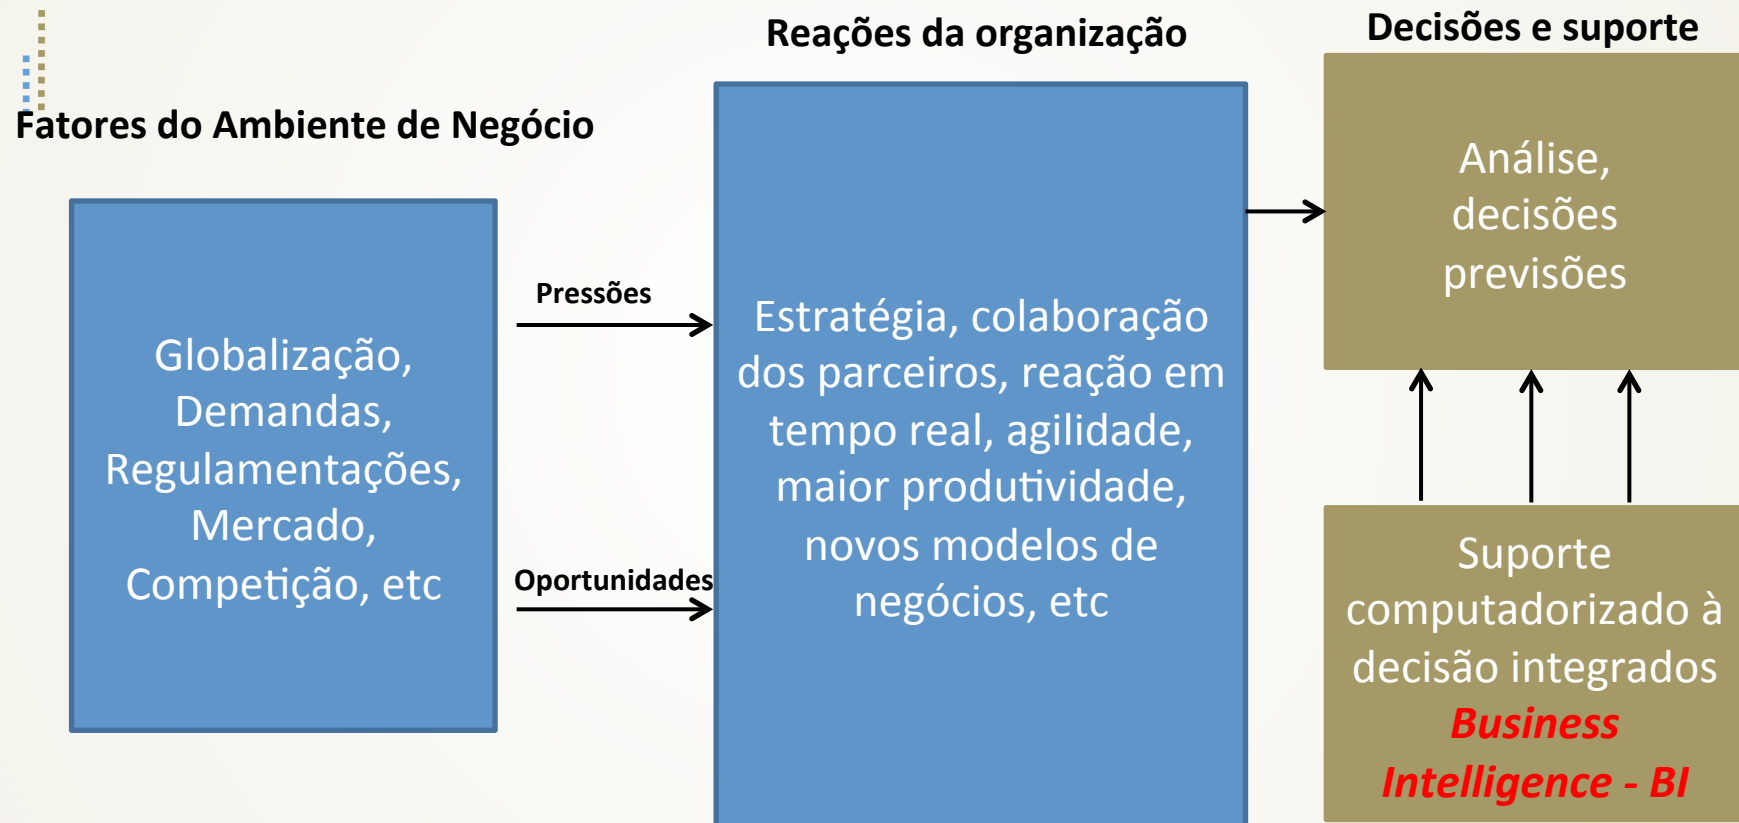 Fatores do Ambiente de Negócio
Globalização,
Demandas,
Regulamentações,
Mercado,
Competição, etc
Pressões
Oportunidades
Reações da organização
Estratégia, colaboração
dos parceiros, reação em
tempo real, agilidade,
maior produtividade,
novos modelos de
negócios, etc
Decisões e suporte
Análise,
decisões
previsões
Suporte
computadorizado à
decisão integrados
Business
Intelligence - BI